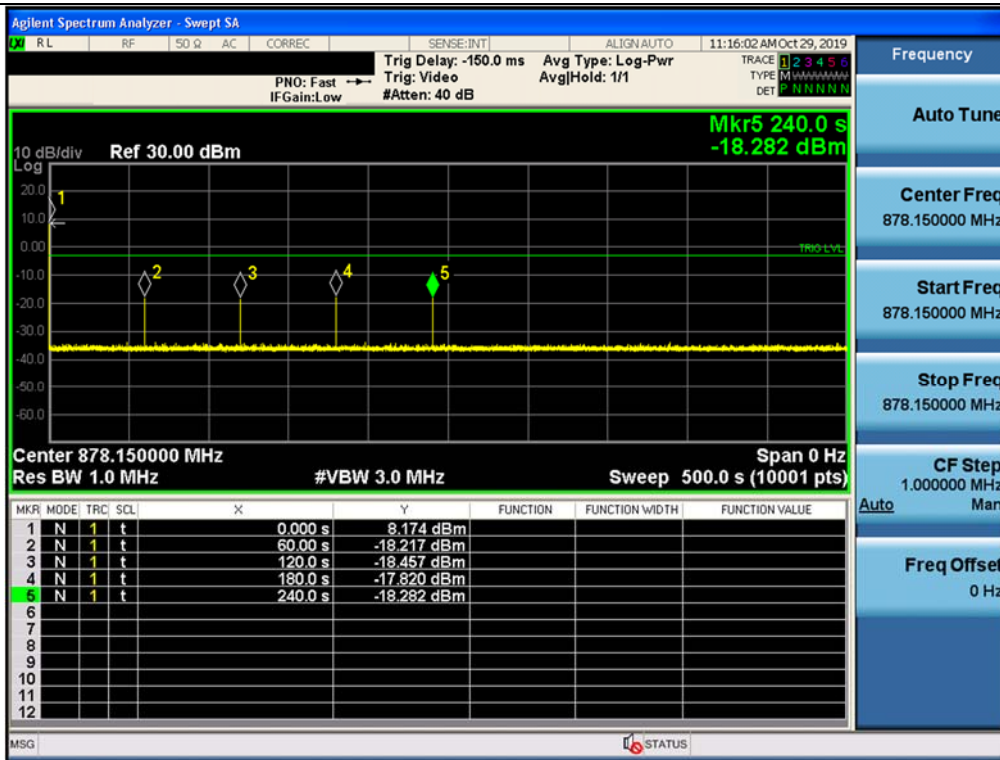 Agilent Spectrum Analyzer - Swept SA
LXI RL RF 50 Ω AC CORREC SENSE:INT ALIGNAUTO 11:16:02 AM Oct 29, 2019
Trig Delay: -150.0 ms Avg Type: Log-Pwr TRACE 1 2 3 4 5 6
PNO: Fast Trig: Video Avg|Hold: 1/1 TYPE M WWWWW
IFGain:Low #Atten: 40 dB DET P N N N N N
Mkr5 240.0 s
-18.282 dBm
10 dB/div Ref 30.00 dBm
Log
20.0
10.0
0.00
-10.0
-20.0
-30.0
-40.0
-50.0
-60.0
1
2 3 4 5
TRIG LVL
Center 878.150000 MHz Span 0 Hz
Res BW 1.0 MHz #VBW 3.0 MHz Sweep 500.0 s (10001 pts)
MKR MODE TRC SCL X Y FUNCTION FUNCTION WIDTH FUNCTION VALUE
1 N 1 t 0.000 s 8.174 dBm
2 N 1 t 60.00 s -18.217 dBm
3 N 1 t 120.0 s -18.457 dBm
4 N 1 t 180.0 s -17.820 dBm
5 N 1 t 240.0 s -18.282 dBm
6
7
8
9
10
11
12
MSG STATUS
Frequency
Auto Tune
Center Freq
878.150000 MHz
Start Freq
878.150000 MHz
Stop Freq
878.150000 MHz
CF Step
1.000000 MHz
Auto Man
Freq Offset
0 Hz